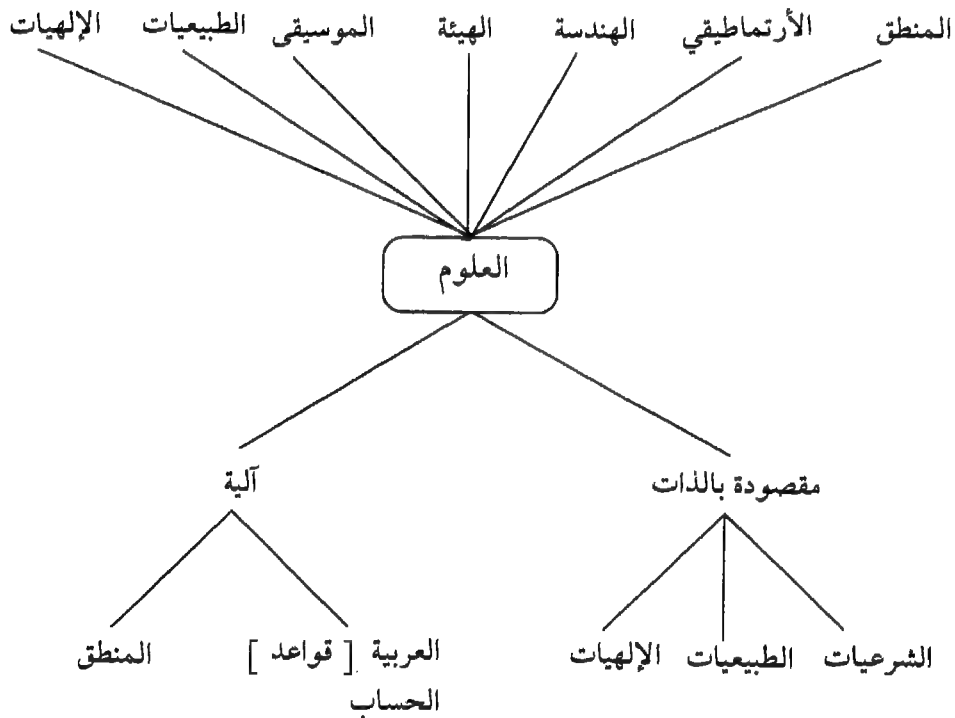 المنطق الأرتماطيقي الهندسة الهيئة الموسيقى الطبيعيات الإلهيات
العلوم
مقصودة بالذات آلية
الشرعيات الطبيعيات الإلهيات العربية [ قواعد ] المنطق
الحساب